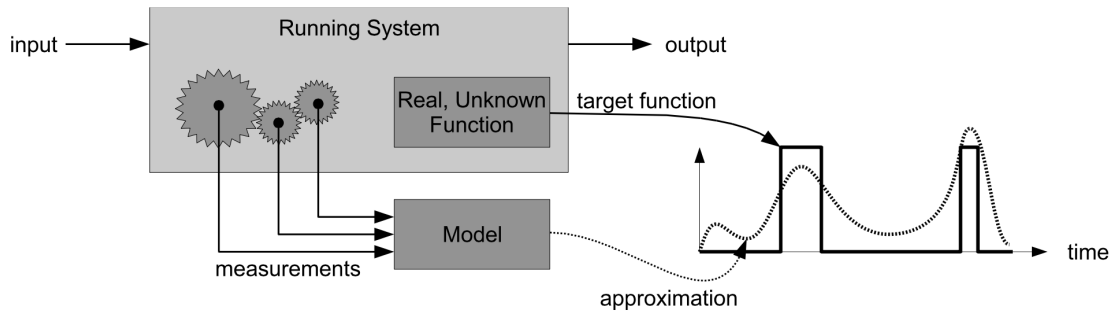 Running System
input
output
Real, Unknown
Function
target function
Model
measurements
approximation
time